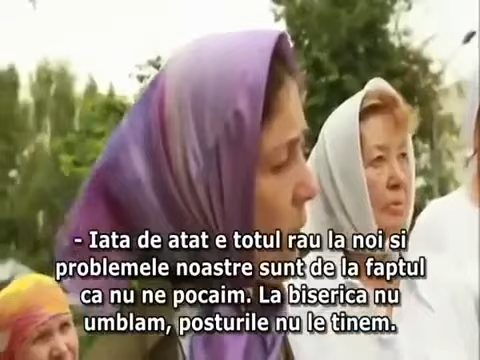 - Iata de atat e totul rau la noi si
problemele noastre sunt de la faptul
ca nu ne pocaim. La biserica nu
umblam, posturile nu le tinem.